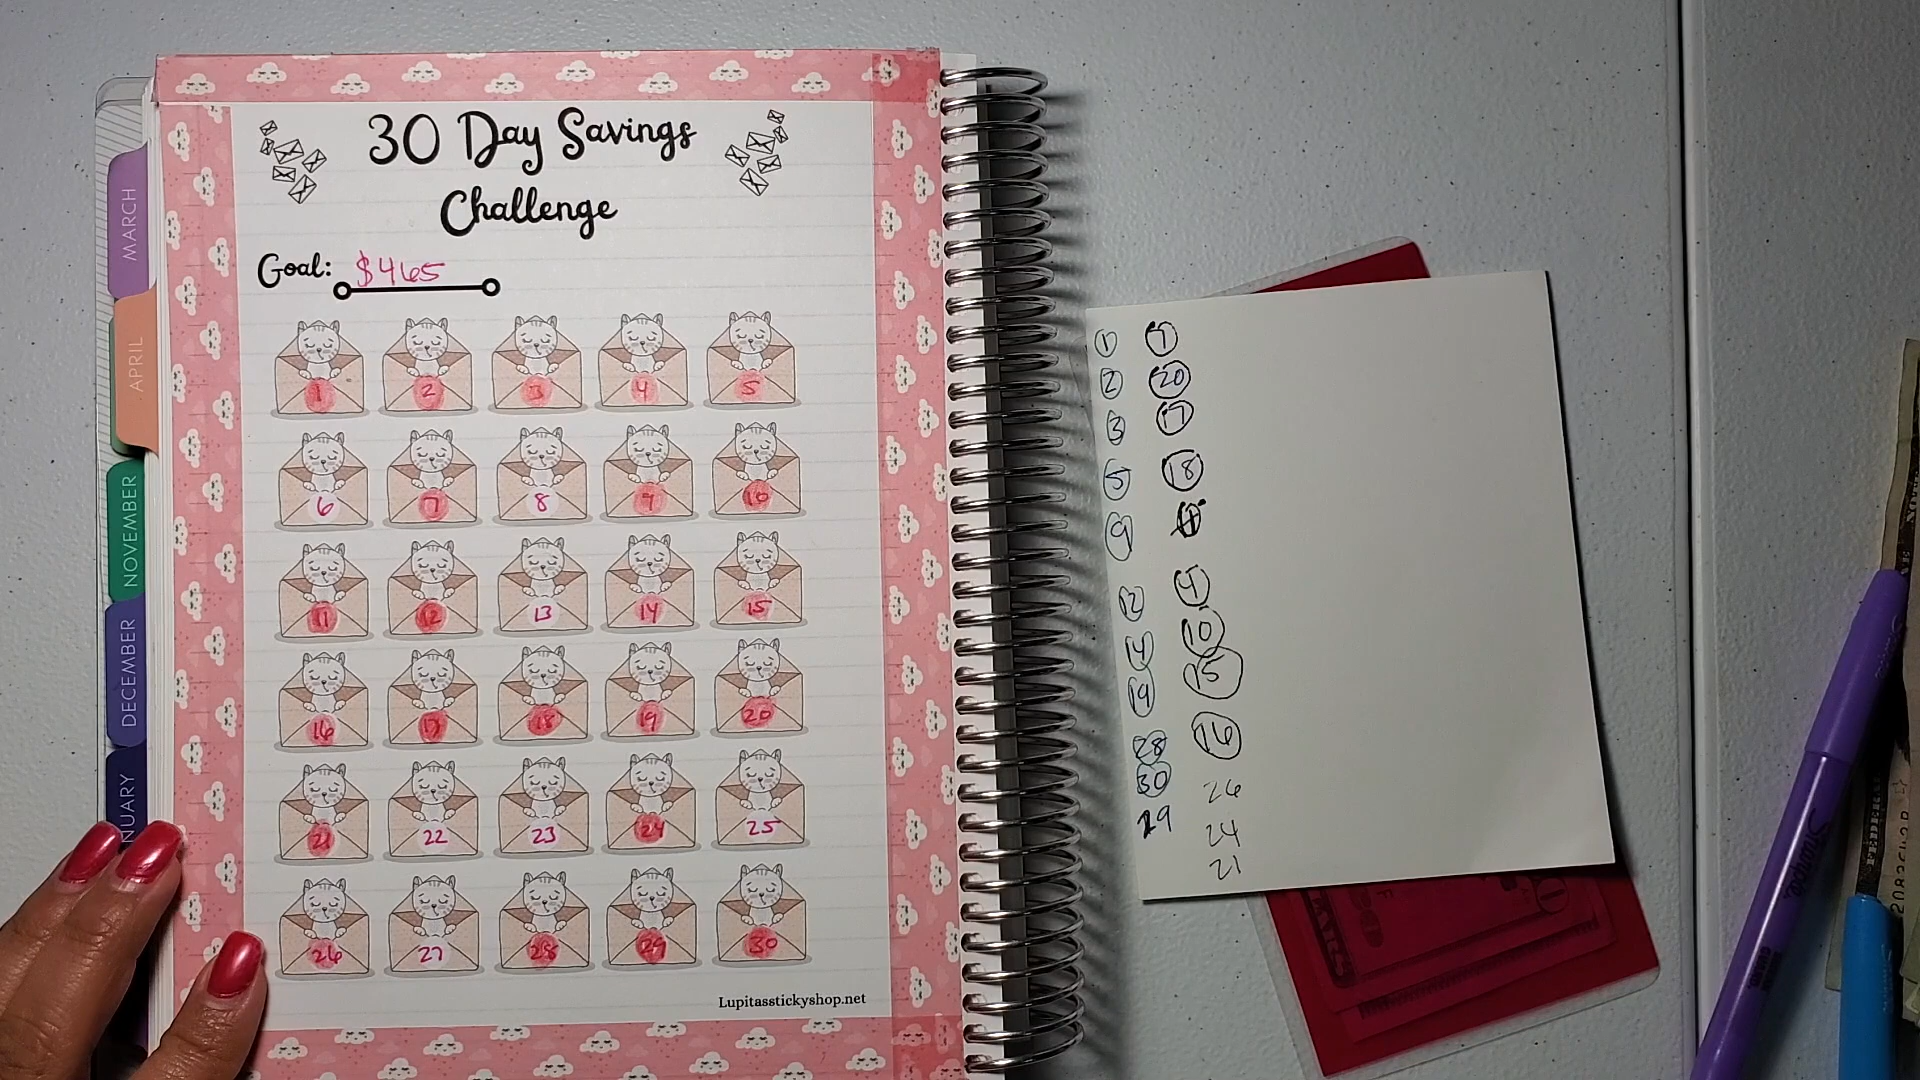 30 Day Savings
Challenge
Goal: $465
1 2 3 4 5
6 7 8 9 10
11 12 13 14 15
16 17 18 19 20
21 22 23 24 25
26 27 28 29 30
Lupitasstickyshop.net
MARCH
APRIL
NOVEMBER
DECEMBER
NUARY
1
2
3
5
9
12
14
19
28
30
29
7
20
17
18
4
10
15
16
26
24
21
Sharpie